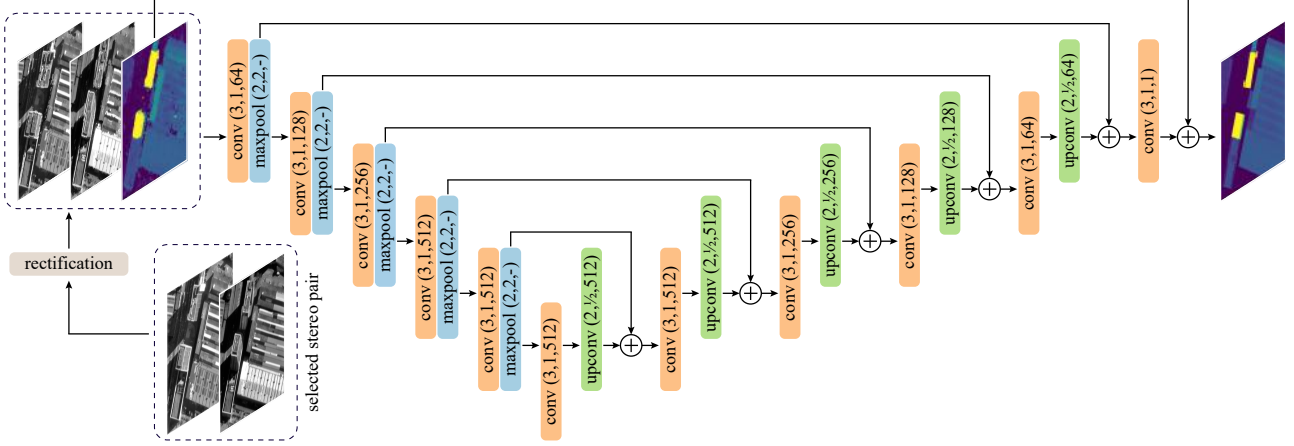 conv (3,1,64)
maxpool (2,2,-)
conv (3,1,128)
maxpool (2,2,-)
conv (3,1,256)
maxpool (2,2,-)
conv (3,1,512)
maxpool (2,2,-)
conv (3,1,512)
maxpool (2,2,-)
conv (3,1,512)
upconv (2,½,512)
conv (3,1,512)
upconv (2,½,512)
conv (3,1,256)
upconv (2,½,256)
conv (3,1,128)
upconv (2,½,128)
conv (3,1,64)
upconv (2,½,64)
conv (3,1,1)
rectification
selected stereo pair